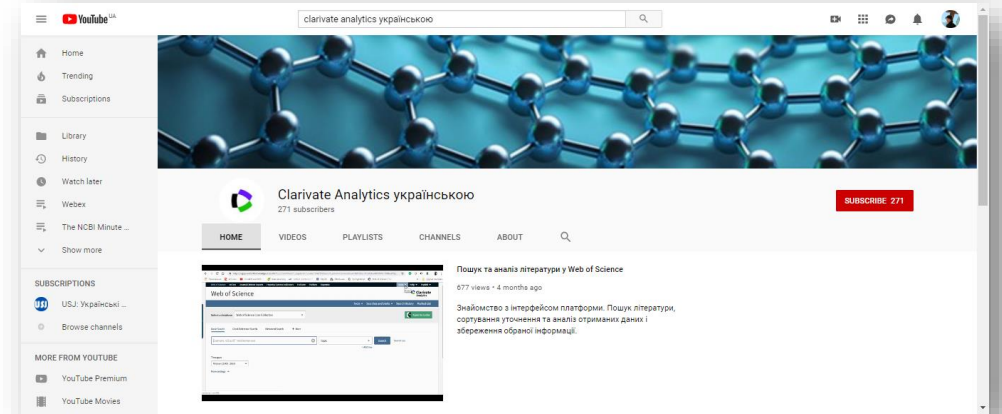 YouTube UA
clarivate analytics українською
Home
Trending
Subscriptions
Library
History
Watch later
Webex
The NCBI Minute ...
Show more
SUBSCRIPTIONS
USJ: Українські ...
Browse channels
MORE FROM YOUTUBE
YouTube Premium
YouTube Movies
Clarivate Analytics українською
271 subscribers
SUBSCRIBE 271
HOME
VIDEOS
PLAYLISTS
CHANNELS
ABOUT
Web of Science
Clarivate
Analytics
Пошук та аналіз літератури у Web of Science
677 views • 4 months ago
Знайомство з інтерфейсом платформи. Пошук літератури,
сортування уточнення та аналіз отриманих даних і
збереження обраної інформації.